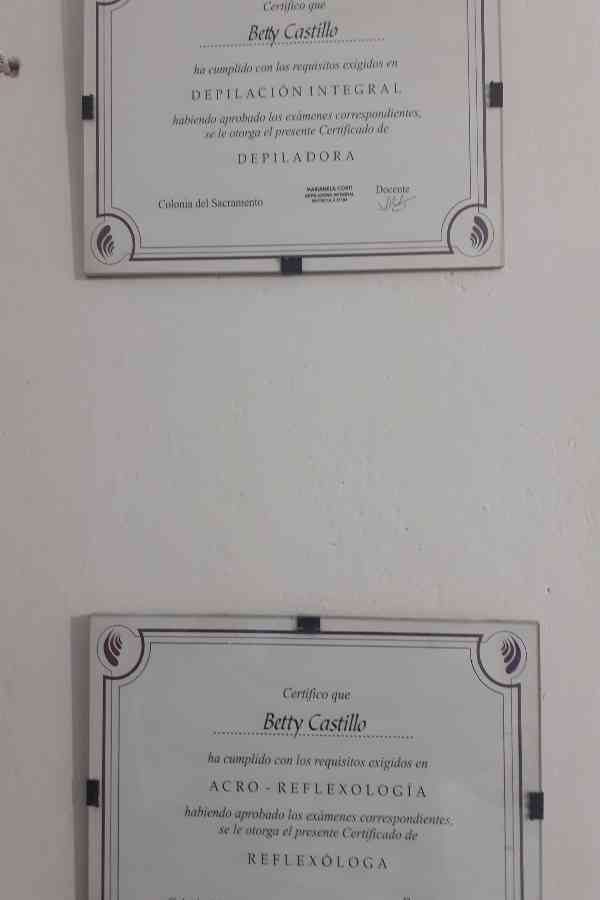 Certifico que
Betty Castillo
ha cumplido con los requisitos exigidos en
DEPILACIÓN INTEGRAL
habiendo aprobado los exámenes correspondientes,
se le otorga el presente Certificado de
DEPILADORA
Colonia del Sacramento
MARIANELA CONTI
Docente
Certifico que
Betty Castillo
ha cumplido con los requisitos exigidos en
ACRO - REFLEXOLOGÍA
habiendo aprobado los exámenes correspondientes,
se le otorga el presente Certificado de
REFLEXÓLOGA